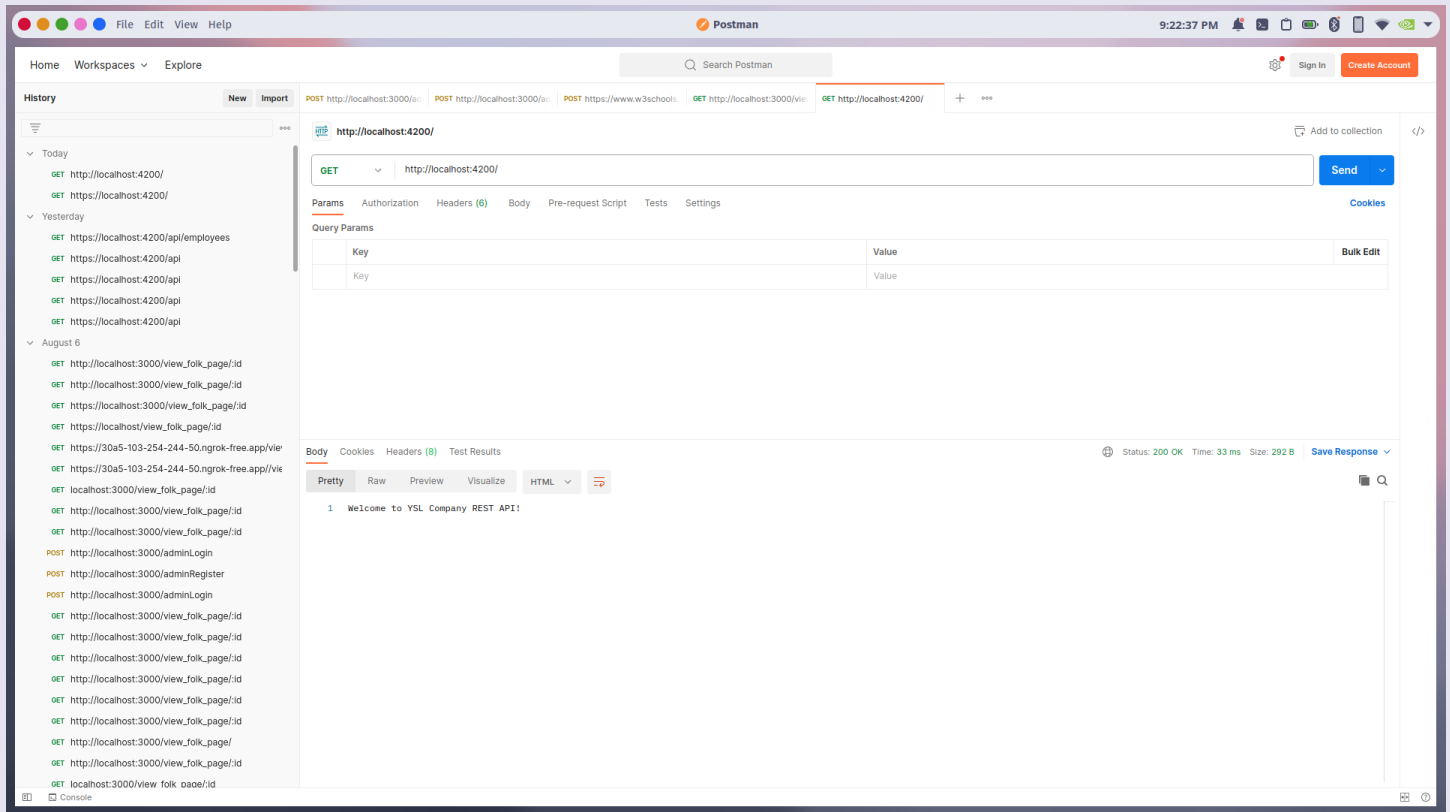 File Edit View Help
Postman
9:22:37 PM
Home Workspaces Explore
Search Postman
Sign In
Create Account
History
New
Import
POST http://localhost:3000/ad
POST http://localhost:3000/ad
POST https://www.w3schools.
GET http://localhost:3000/vie
GET http://localhost:4200/
Today
GET http://localhost:4200/
GET https://localhost:4200/
Yesterday
GET https://localhost:4200/api/employees
GET https://localhost:4200/api
GET https://localhost:4200/api
GET https://localhost:4200/api
GET https://localhost:4200/api
August 6
GET http://localhost:3000/view_folk_page/:id
GET http://localhost:3000/view_folk_page/:id
GET https://localhost:3000/view_folk_page/:id
GET https://localhost/view_folk_page/:id
GET https://30a5-103-254-244-50.ngrok-free.app/vie
GET https://30a5-103-254-244-50.ngrok-free.app//vie
GET localhost:3000/view_folk_page/:id
GET http://localhost:3000/view_folk_page/:id
GET http://localhost:3000/view_folk_page/:id
POST http://localhost:3000/adminLogin
POST http://localhost:3000/adminRegister
POST http://localhost:3000/adminLogin
GET http://localhost:3000/view_folk_page/:id
GET http://localhost:3000/view_folk_page/:id
GET http://localhost:3000/view_folk_page/:id
GET http://localhost:3000/view_folk_page/:id
GET http://localhost:3000/view_folk_page/:id
GET http://localhost:3000/view_folk_page/:id
GET http://localhost:3000/view_folk_page/
GET http://localhost:3000/view_folk_page/:id
GET localhost:3000/view_folk_page/:id
HTTP http://localhost:4200/
Add to collection
</>
GET http://localhost:4200/
Send
Params Authorization Headers (6) Body Pre-request Script Tests Settings
Cookies
Query Params
Key Value Bulk Edit
Key Value
Body Cookies Headers (8) Test Results
Status: 200 OK Time: 33 ms Size: 292 B
Save Response
Pretty Raw Preview Visualize HTML
1 Welcome to YSL Company REST API!
Console